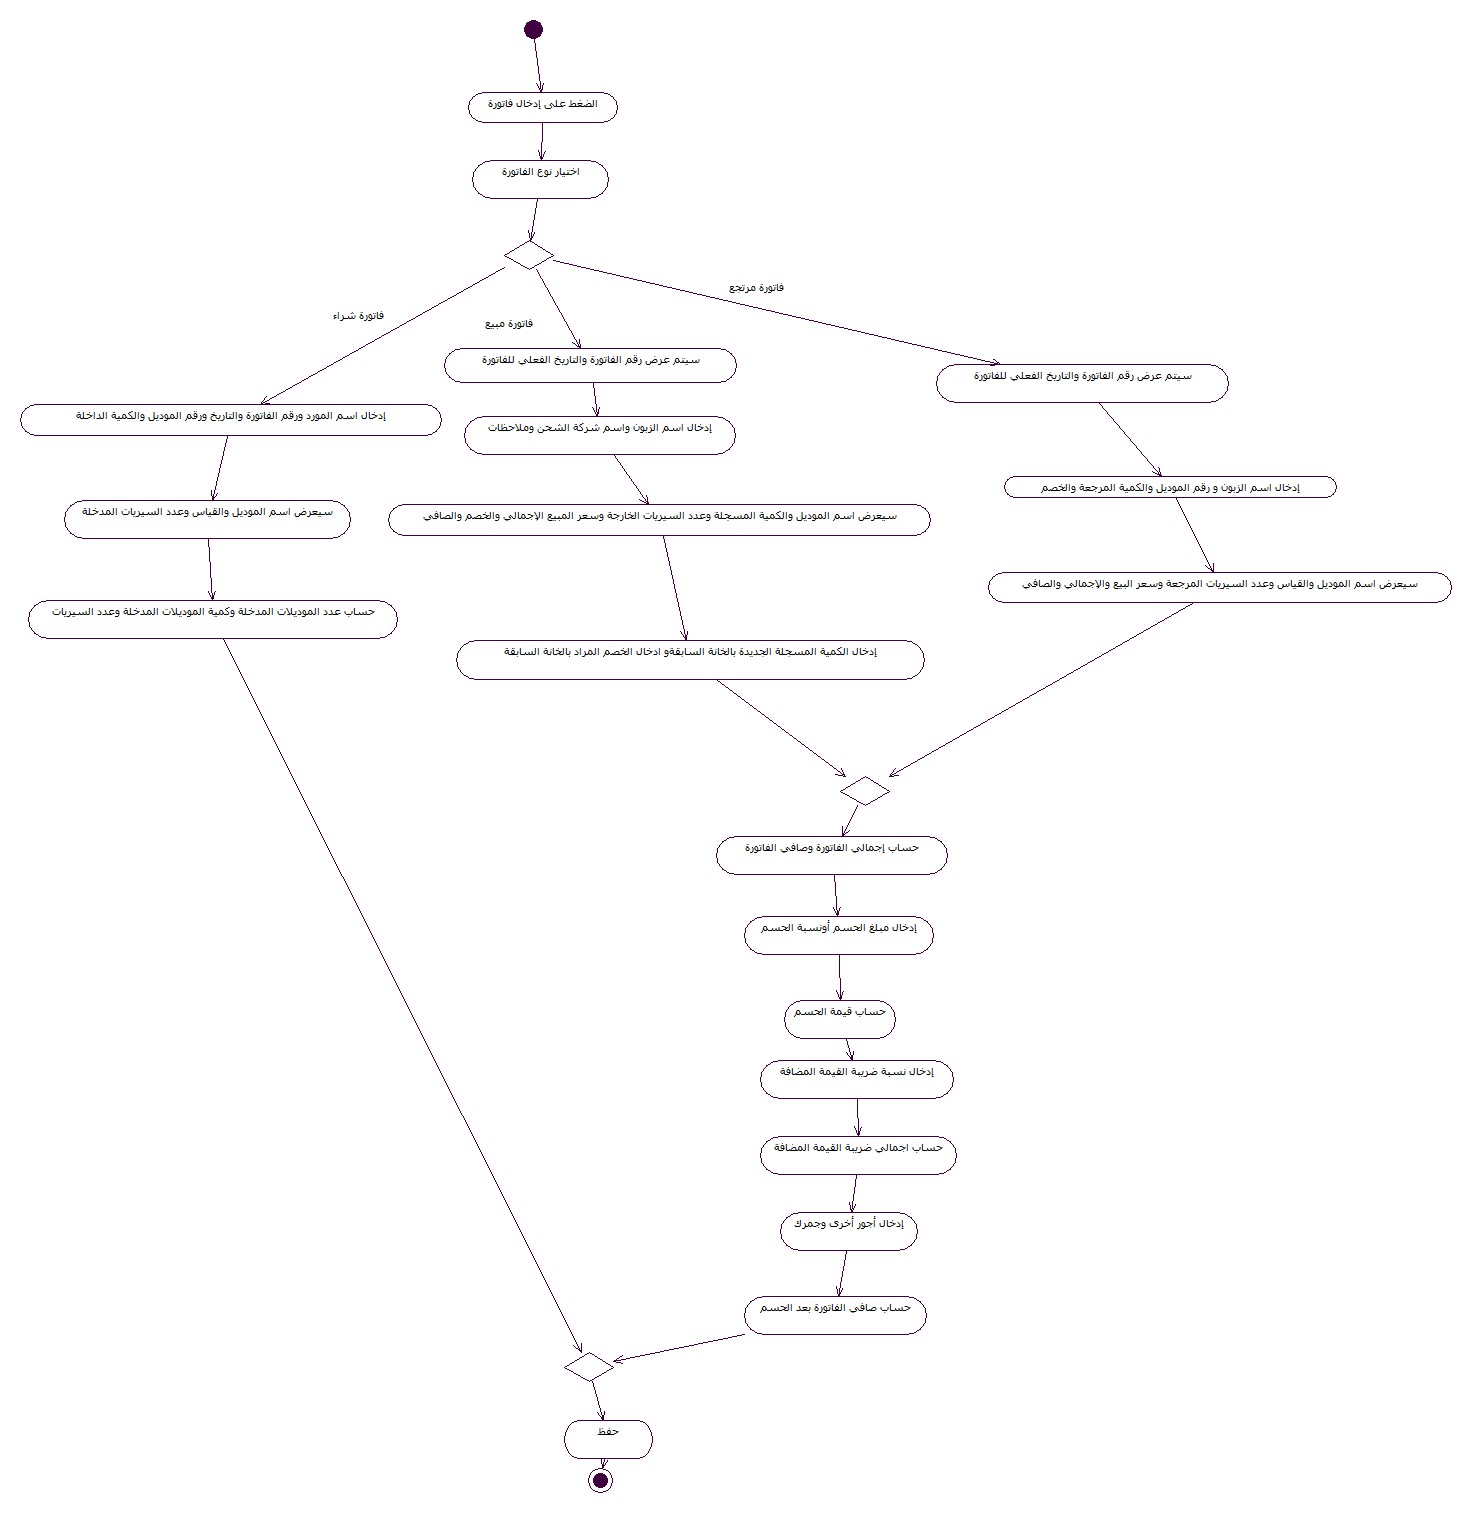 الضغط على إدخال فاتورة
اختيار نوع الفاتورة
فاتورة مرتجع
فاتورة شراء
فاتورة مبيع
سيتم عرض رقم الفاتورة والتاريخ الفعلي للفاتورة
سيتم عرض رقم الفاتورة والتاريخ الفعلي للفاتورة
إدخال اسم المورد ورقم الفاتورة والتاريخ ورقم الموديل والكمية الداخلة
إدخال اسم الزبون واسم شركة الشحن وملاحظات
إدخال اسم الزبون و رقم الموديل والكمية المرجعة والخصم
سيعرض اسم الموديل والقياس وعدد السيريات المدخلة
سيعرض اسم الموديل والكمية المسجلة وعدد السيريات الخارجة وسعر المبيع الإجمالي والخصم والصافي
سيعرض اسم الموديل والقياس وعدد السيريات المرجعة وسعر البيع والإجمالي والصافي
حساب عدد الموديلات المدخلة وكمية الموديلات المدخلة وعدد السيريات
إدخال الكمية المسجلة الجديدة بالخانة السابقةو ادخال الخصم المراد بالخانة السابقة
حساب إجمالي الفاتورة وصافي الفاتورة
إدخال مبلغ الحسم أونسبة الحسم
حساب قيمة الحسم
إدخال نسبة ضريبة القيمة المضافة
حساب اجمالي ضريبة القيمة المضافة
إدخال أجور أخرى وجمرك
حساب صافي الفاتورة بعد الحسم
حفظ